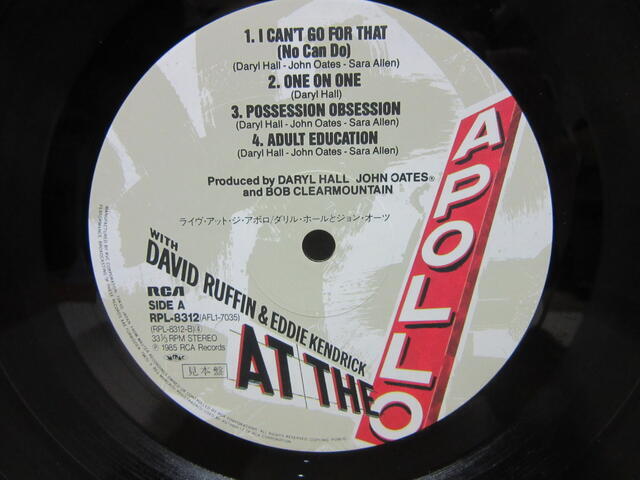 1. I CAN'T GO FOR THAT
(No Can Do)
(Daryl Hall - John Oates - Sara Allen)
2. ONE ON ONE
(Daryl Hall)
3. POSSESSION OBSESSION
(Daryl Hall - John Oates - Sara Allen)
4. ADULT EDUCATION
(Daryl Hall - John Oates - Sara Allen)
Produced by DARYL HALL JOHN OATES®
and BOB CLEARMOUNTAIN
ライヴ・アット・ジ・アポロ/ダリル・ホールとジョン・オーツ
WITH
DAVID RUFFIN & EDDIE KENDRICK
AT THE
APOLLO
RCA
SIDE A
RPL-8312(AFL1-7035)
(RPL-8312-B)④
33⅓ RPM STEREO
℗ 1985 RCA Records
見本盤